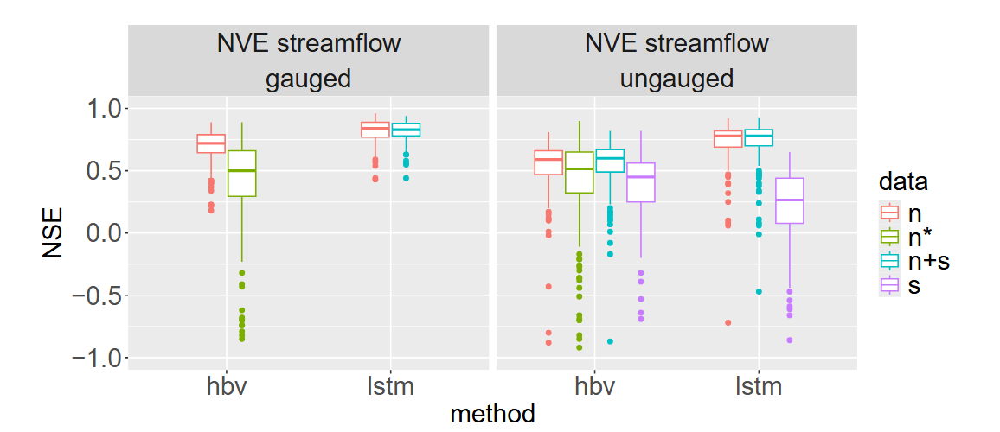 NVE streamflow
gauged
NVE streamflow
ungauged
1.0
0.5
0.0
−0.5
−1.0
NSE
hbv
lstm
hbv
lstm
method
data
n
n*
n+s
s